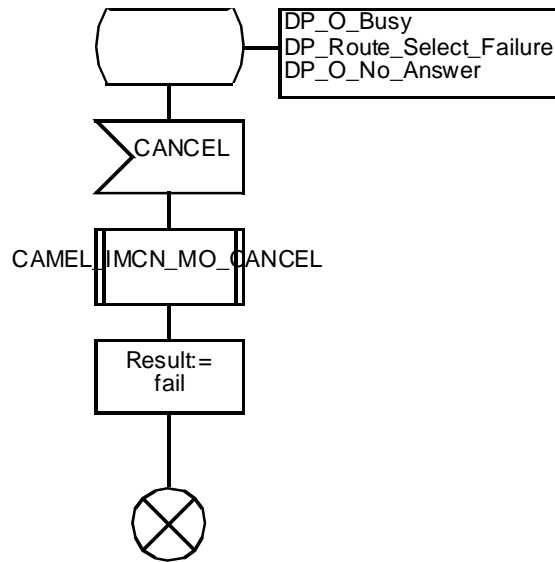 DP_O_Busy
DP_Route_Select_Failure
DP_O_No_Answer
CANCEL
CAMEL_IMCN_MO_CANCEL
Result:=
fail